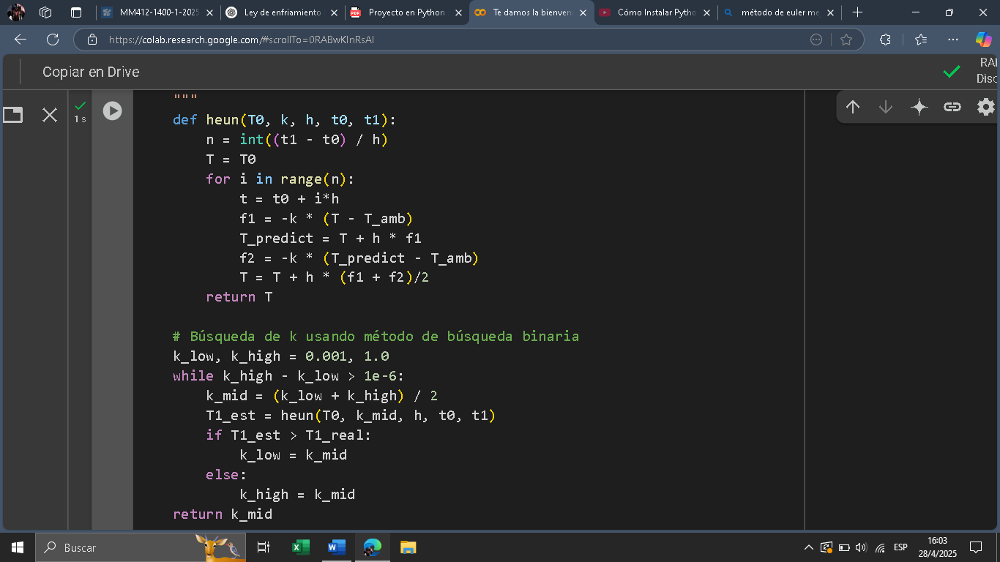 MM412-1400-1-2025
Ley de enfriamiento
PDF
Proyecto en Python
Te damos la bienven
Cómo Instalar Pytho
método de euler me
https://colab.research.google.com/#scrollTo=0RABwKlnRsAI
Copiar en Drive
RA
Disc
1 s
"""
def heun(T0, k, h, t0, t1):
    n = int((t1 - t0) / h)
    T = T0
    for i in range(n):
        t = t0 + i*h
        f1 = -k * (T - T_amb)
        T_predict = T + h * f1
        f2 = -k * (T_predict - T_amb)
        T = T + h * (f1 + f2)/2
    return T
# Búsqueda de k usando método de búsqueda binaria
k_low, k_high = 0.001, 1.0
while k_high - k_low > 1e-6:
    k_mid = (k_low + k_high) / 2
    T1_est = heun(T0, k_mid, h, t0, t1)
    if T1_est > T1_real:
        k_low = k_mid
    else:
        k_high = k_mid
return k_mid
Buscar
ESP
16:03
28/4/2025